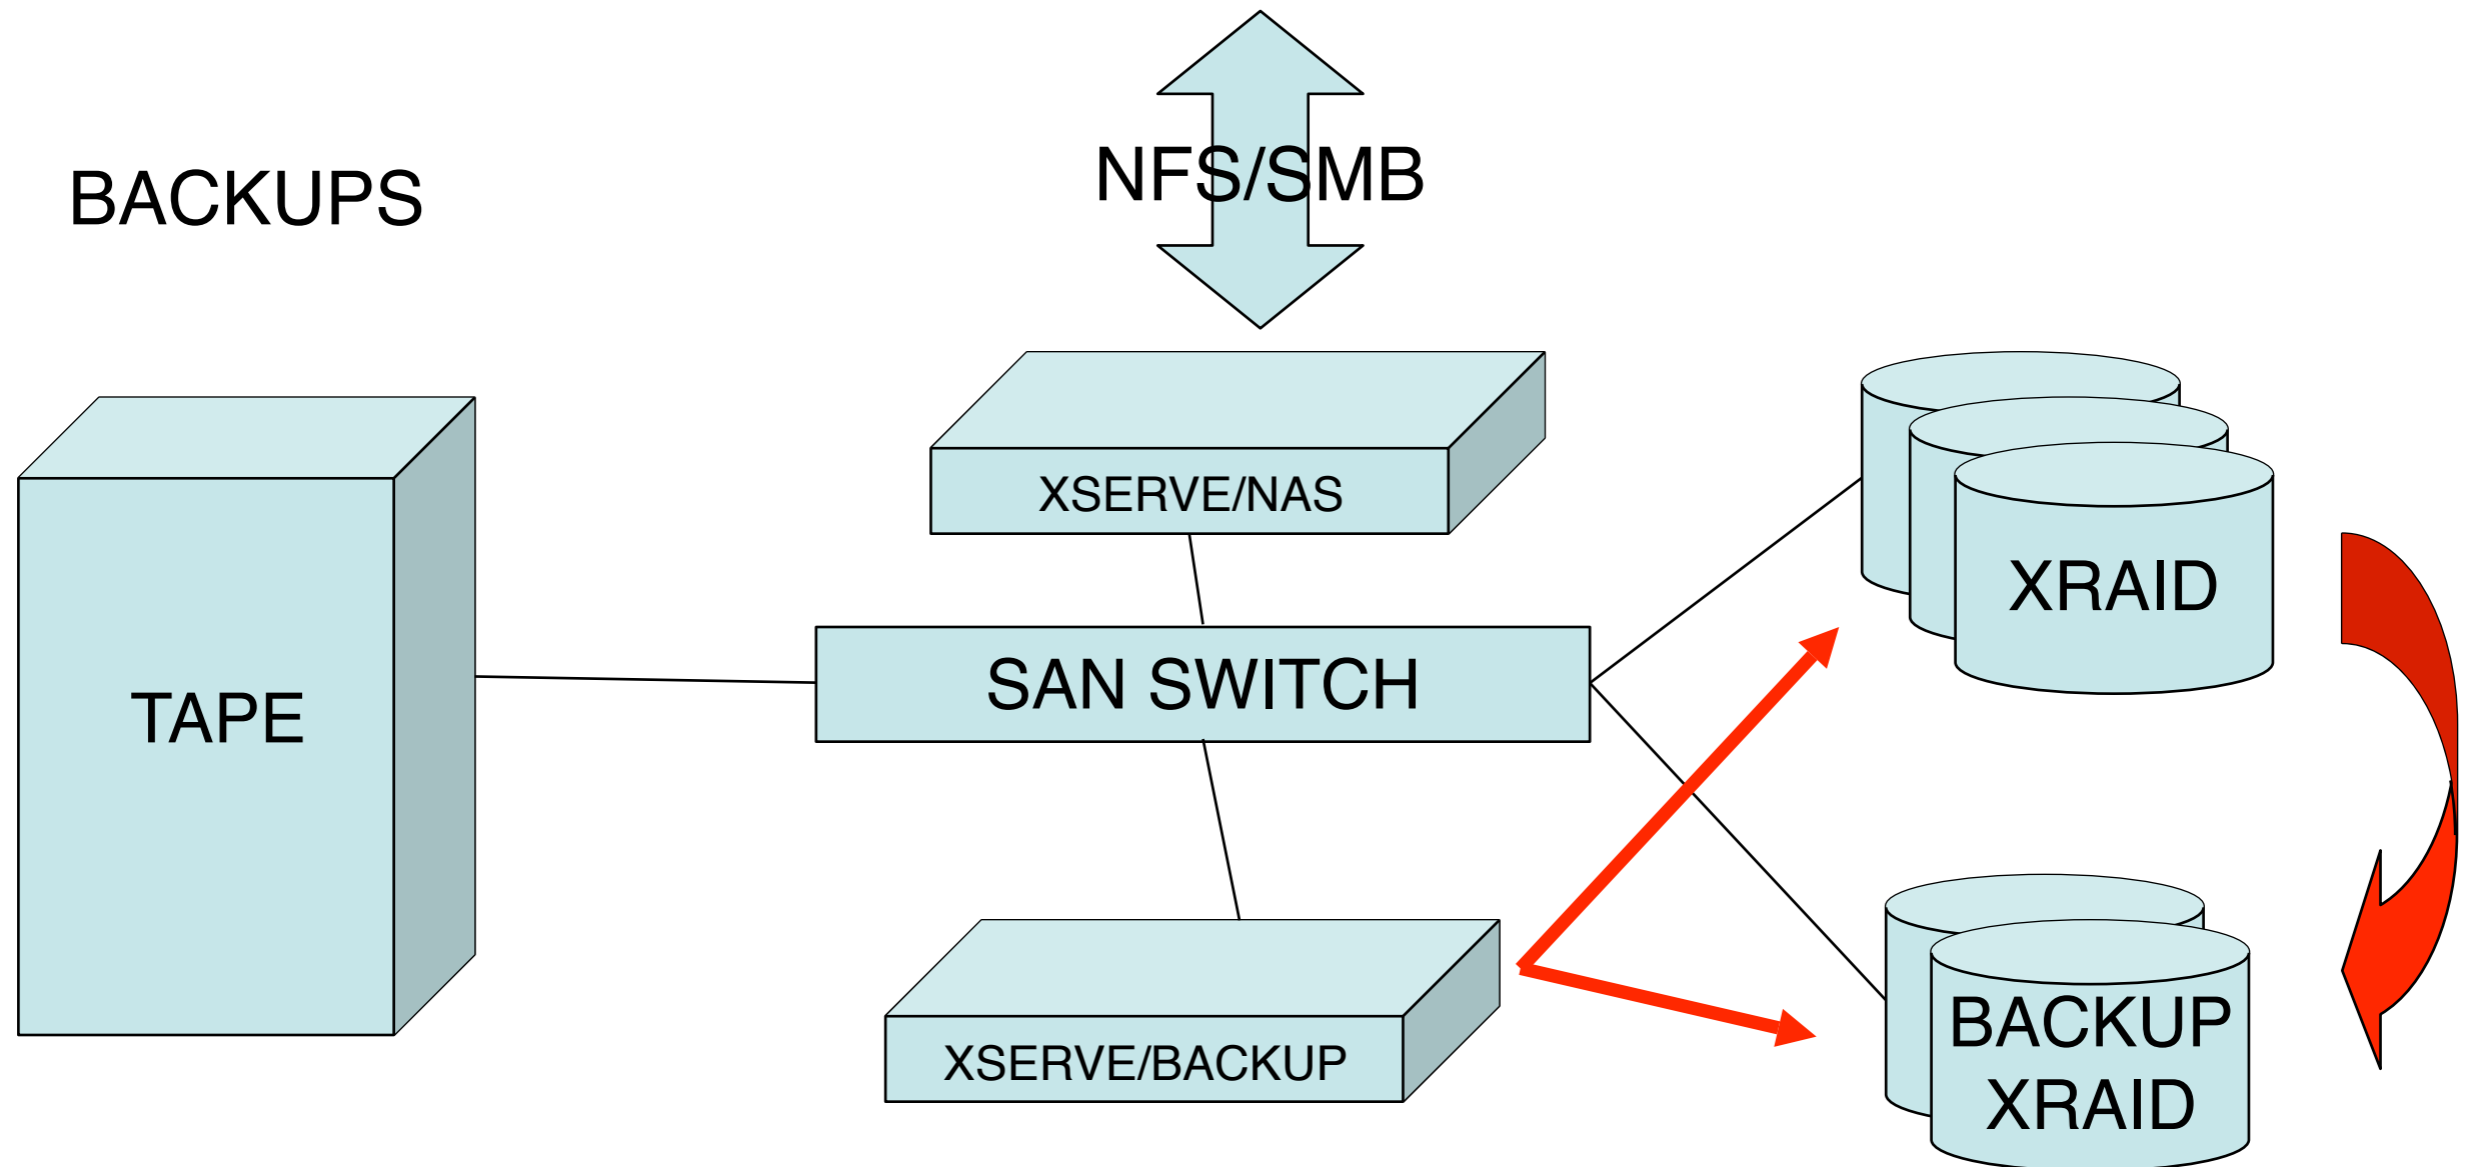 NFS/SMB
BACKUPS
XSERVE/NAS
XRAID
SAN SWITCH
TAPE
XSERVE/BACKUP
BACKUP
XRAID